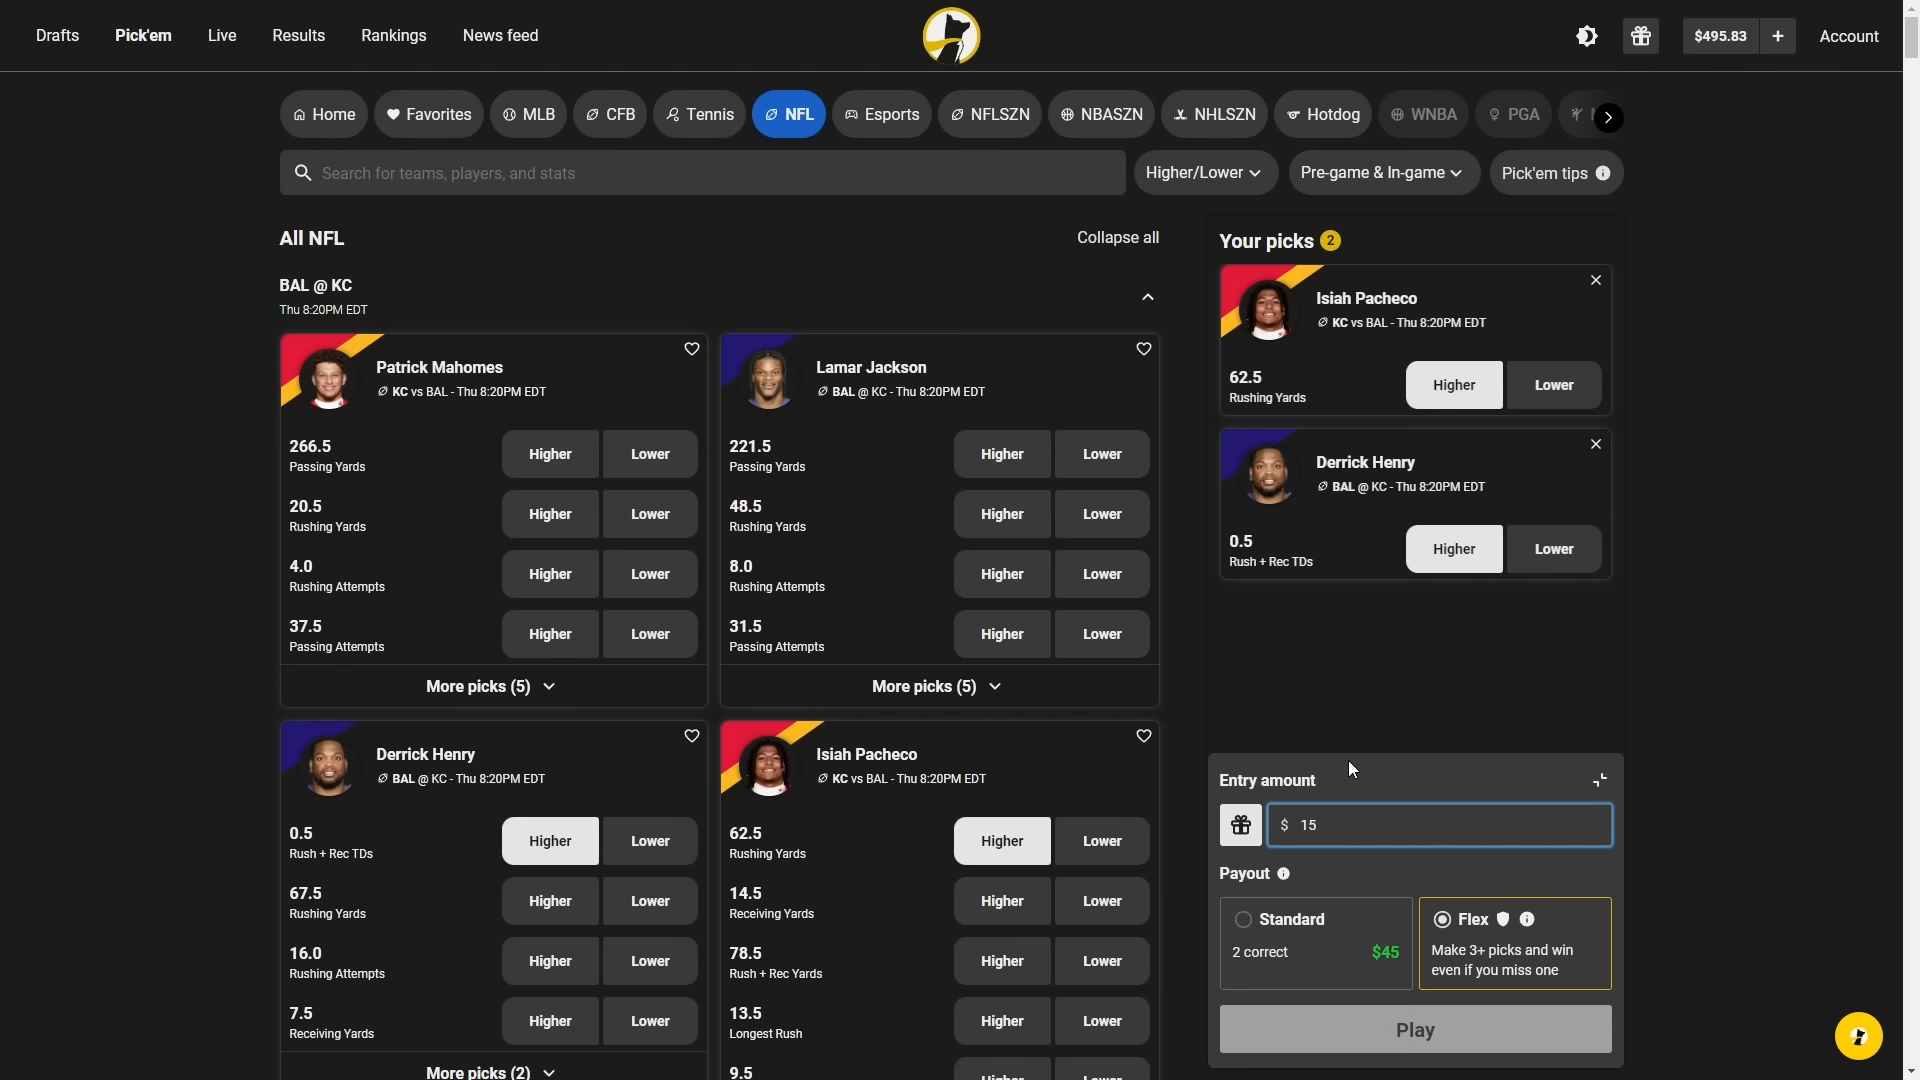 Drafts
Pick'em
Live
Results
Rankings
News feed
$495.83
+
Account
Home
Favorites
MLB
CFB
Tennis
NFL
Esports
NFLSZN
NBASZN
NHLSZN
Hotdog
WNBA
PGA
Search for teams, players, and stats
Higher/Lower
Pre-game & In-game
Pick'em tips
All NFL
Collapse all
BAL @ KC
Thu 8:20PM EDT
Patrick Mahomes
KC vs BAL - Thu 8:20PM EDT
266.5
Passing Yards
Higher
Lower
20.5
Rushing Yards
Higher
Lower
4.0
Rushing Attempts
Higher
Lower
37.5
Passing Attempts
Higher
Lower
More picks (5)
Lamar Jackson
BAL @ KC - Thu 8:20PM EDT
221.5
Passing Yards
Higher
Lower
48.5
Rushing Yards
Higher
Lower
8.0
Rushing Attempts
Higher
Lower
31.5
Passing Attempts
Higher
Lower
More picks (5)
Derrick Henry
BAL @ KC - Thu 8:20PM EDT
0.5
Rush + Rec TDs
Higher
Lower
67.5
Rushing Yards
Higher
Lower
16.0
Rushing Attempts
Higher
Lower
7.5
Receiving Yards
Higher
Lower
More picks (2)
Isiah Pacheco
KC vs BAL - Thu 8:20PM EDT
62.5
Rushing Yards
Higher
Lower
14.5
Receiving Yards
Higher
Lower
78.5
Rush + Rec Yards
Higher
Lower
13.5
Longest Rush
Higher
Lower
9.5
Higher
Lower
Your picks 2
Isiah Pacheco
KC vs BAL - Thu 8:20PM EDT
62.5
Rushing Yards
Higher
Lower
Derrick Henry
BAL @ KC - Thu 8:20PM EDT
0.5
Rush + Rec TDs
Higher
Lower
Entry amount
$ 15
Payout
Standard
2 correct $45
Flex
Make 3+ picks and win
even if you miss one
Play